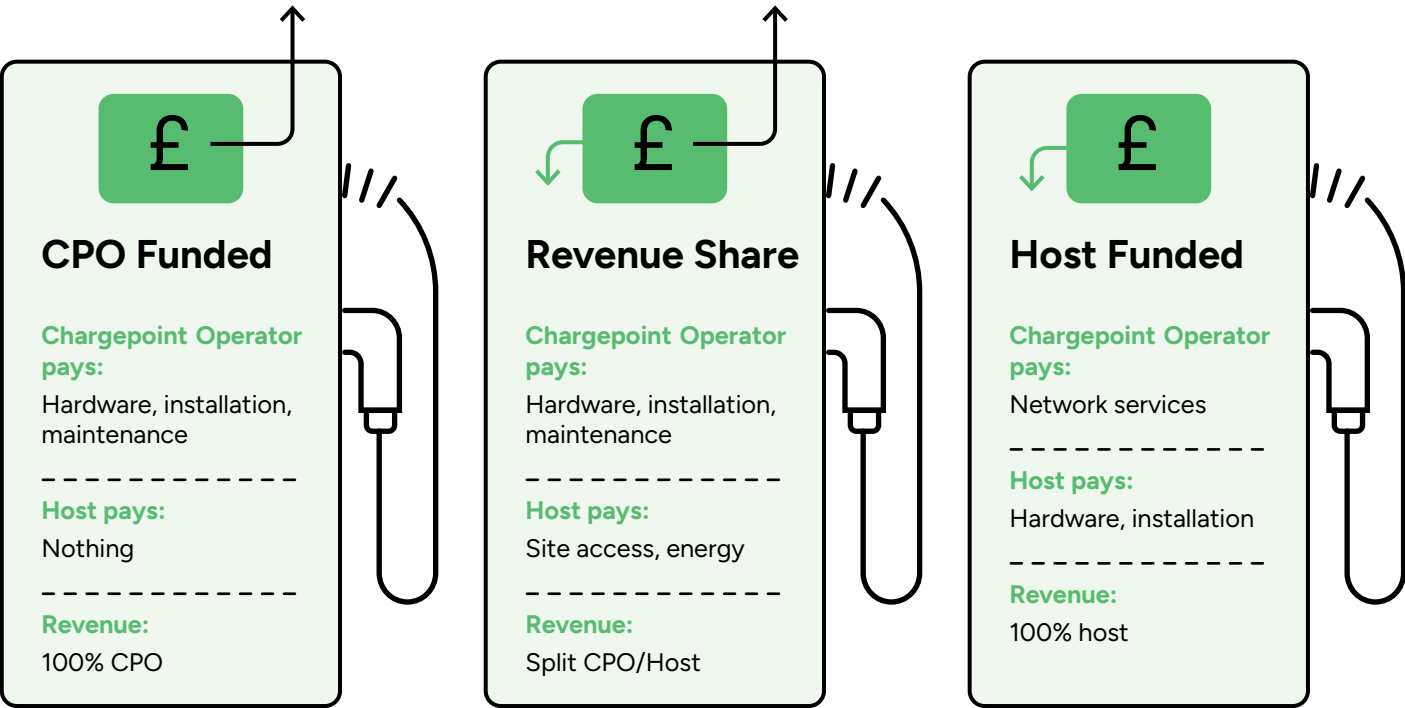 £
CPO Funded
Chargepoint Operator
pays:
Hardware, installation,
maintenance
Host pays:
Nothing
Revenue:
100% CPO
£
Revenue Share
Chargepoint Operator
pays:
Hardware, installation,
maintenance
Host pays:
Site access, energy
Revenue:
Split CPO/Host
£
Host Funded
Chargepoint Operator
pays:
Network services
Host pays:
Hardware, installation
Revenue:
100% host